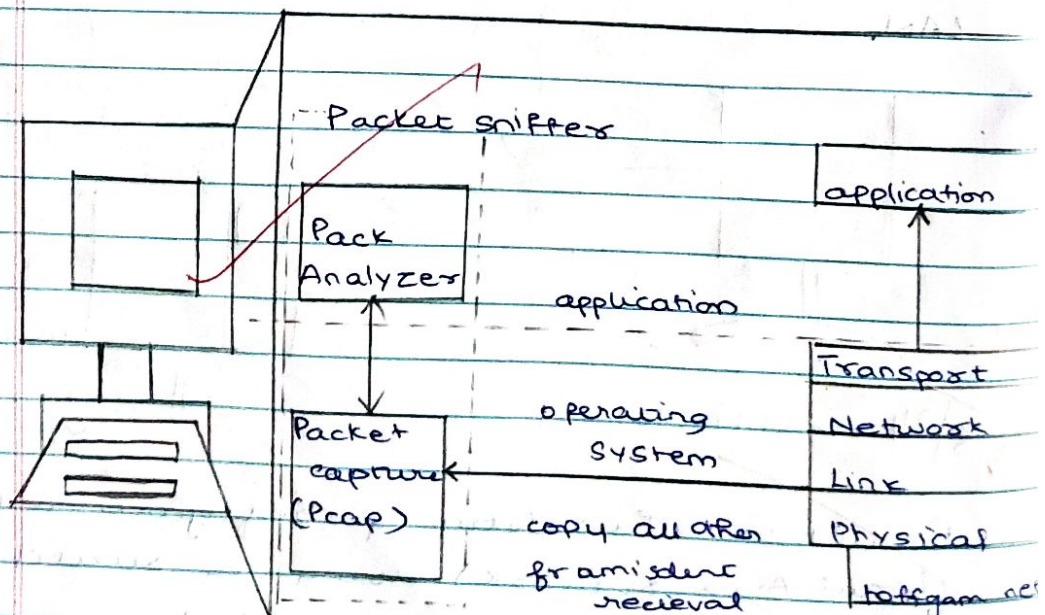 Packet sniffer
application
Pack
Analyzer
application
Transport
Packet
capture
(Pcap)
operating
System
Network
Link
Physical
copy all
recieval